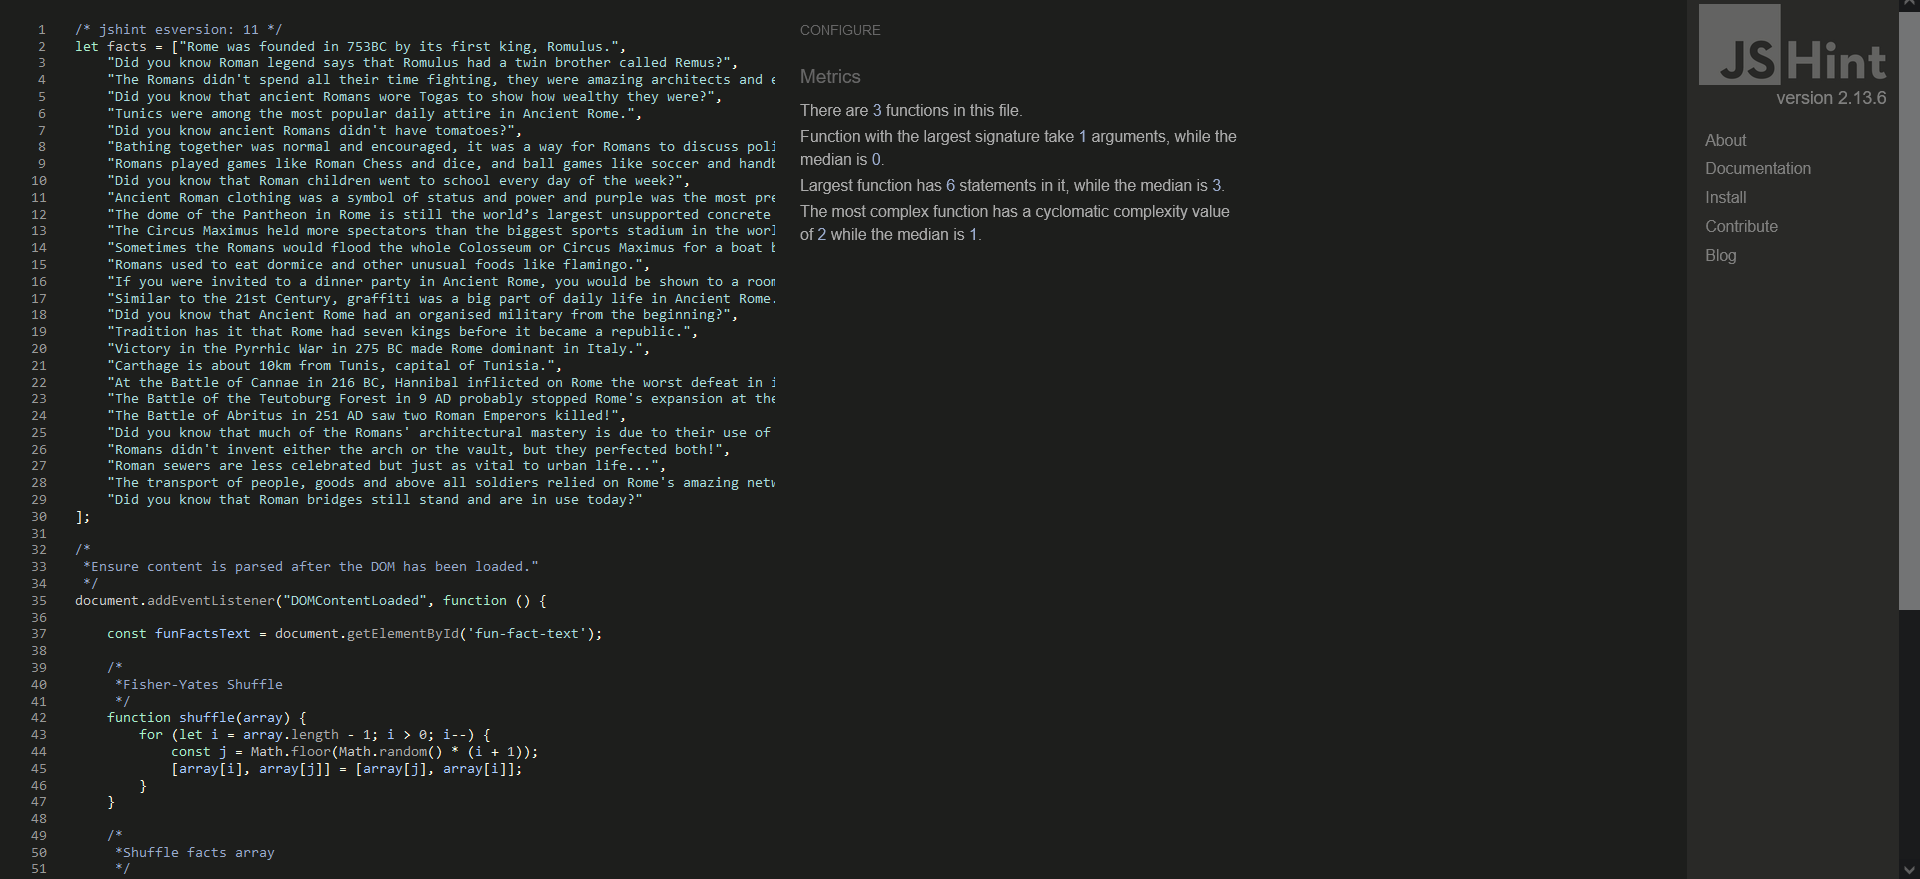 1 /* jshint esversion: 11 */
2 let facts = ["Rome was founded in 753BC by its first king, Romulus.",
3 "Did you know Roman legend says that Romulus had a twin brother called Remus?",
4 "The Romans didn't spend all their time fighting, they were amazing architects and
5 "Did you know that ancient Romans wore Togas to show how wealthy they were?",
6 "Tunics were among the most popular daily attire in Ancient Rome.",
7 "Did you know ancient Romans didn't have tomatoes?",
8 "Bathing together was normal and encouraged, it was a way for Romans to discuss poli
9 "Romans played games like Roman Chess and dice, and ball games like soccer and handb
10 "Did you know that Roman children went to school every day of the week?",
11 "Ancient Roman clothing was a symbol of status and power and purple was the most pre
12 "The dome of the Pantheon in Rome is still the world’s largest unsupported concrete
13 "The Circus Maximus held more spectators than the biggest sports stadium in the worl
14 "Sometimes the Romans would flood the whole Colosseum or Circus Maximus for a boat b
15 "Romans used to eat dormice and other unusual foods like flamingo.",
16 "If you were invited to a dinner party in Ancient Rome, you would be shown to a room
17 "Similar to the 21st Century, graffiti was a big part of daily life in Ancient Rome.
18 "Did you know that Ancient Rome had an organised military from the beginning?",
19 "Tradition has it that Rome had seven kings before it became a republic.",
20 "Victory in the Pyrrhic War in 275 BC made Rome dominant in Italy.",
21 "Carthage is about 10km from Tunis, capital of Tunisia.",
22 "At the Battle of Cannae in 216 BC, Hannibal inflicted on Rome the worst defeat in i
23 "The Battle of the Teutoburg Forest in 9 AD probably stopped Rome's expansion at the
24 "The Battle of Abritus in 251 AD saw two Roman Emperors killed!",
25 "Did you know that much of the Romans' architectural mastery is due to their use of
26 "Romans didn't invent either the arch or the vault, but they perfected both!",
27 "Roman sewers are less celebrated but just as vital to urban life...",
28 "The transport of people, goods and above all soldiers relied on Rome's amazing netw
29 "Did you know that Roman bridges still stand and are in use today?"
30 ];
31
32 /*
33 *Ensure content is parsed after the DOM has been loaded."
34 */
35 document.addEventListener("DOMContentLoaded", function () {
36
37 const funFactsText = document.getElementById('fun-fact-text');
38
39 /*
40 *Fisher-Yates Shuffle
41 */
42 function shuffle(array) {
43 for (let i = array.length - 1; i > 0; i--) {
44 const j = Math.floor(Math.random() * (i + 1));
45 [array[i], array[j]] = [array[j], array[i]];
46 }
47 }
48
49 /*
50 *Shuffle facts array
51 */
CONFIGURE
Metrics
There are 3 functions in this file.
Function with the largest signature take 1 arguments, while the
median is 0.
Largest function has 6 statements in it, while the median is 3.
The most complex function has a cyclomatic complexity value
of 2 while the median is 1.
JSHint
version 2.13.6
About
Documentation
Install
Contribute
Blog